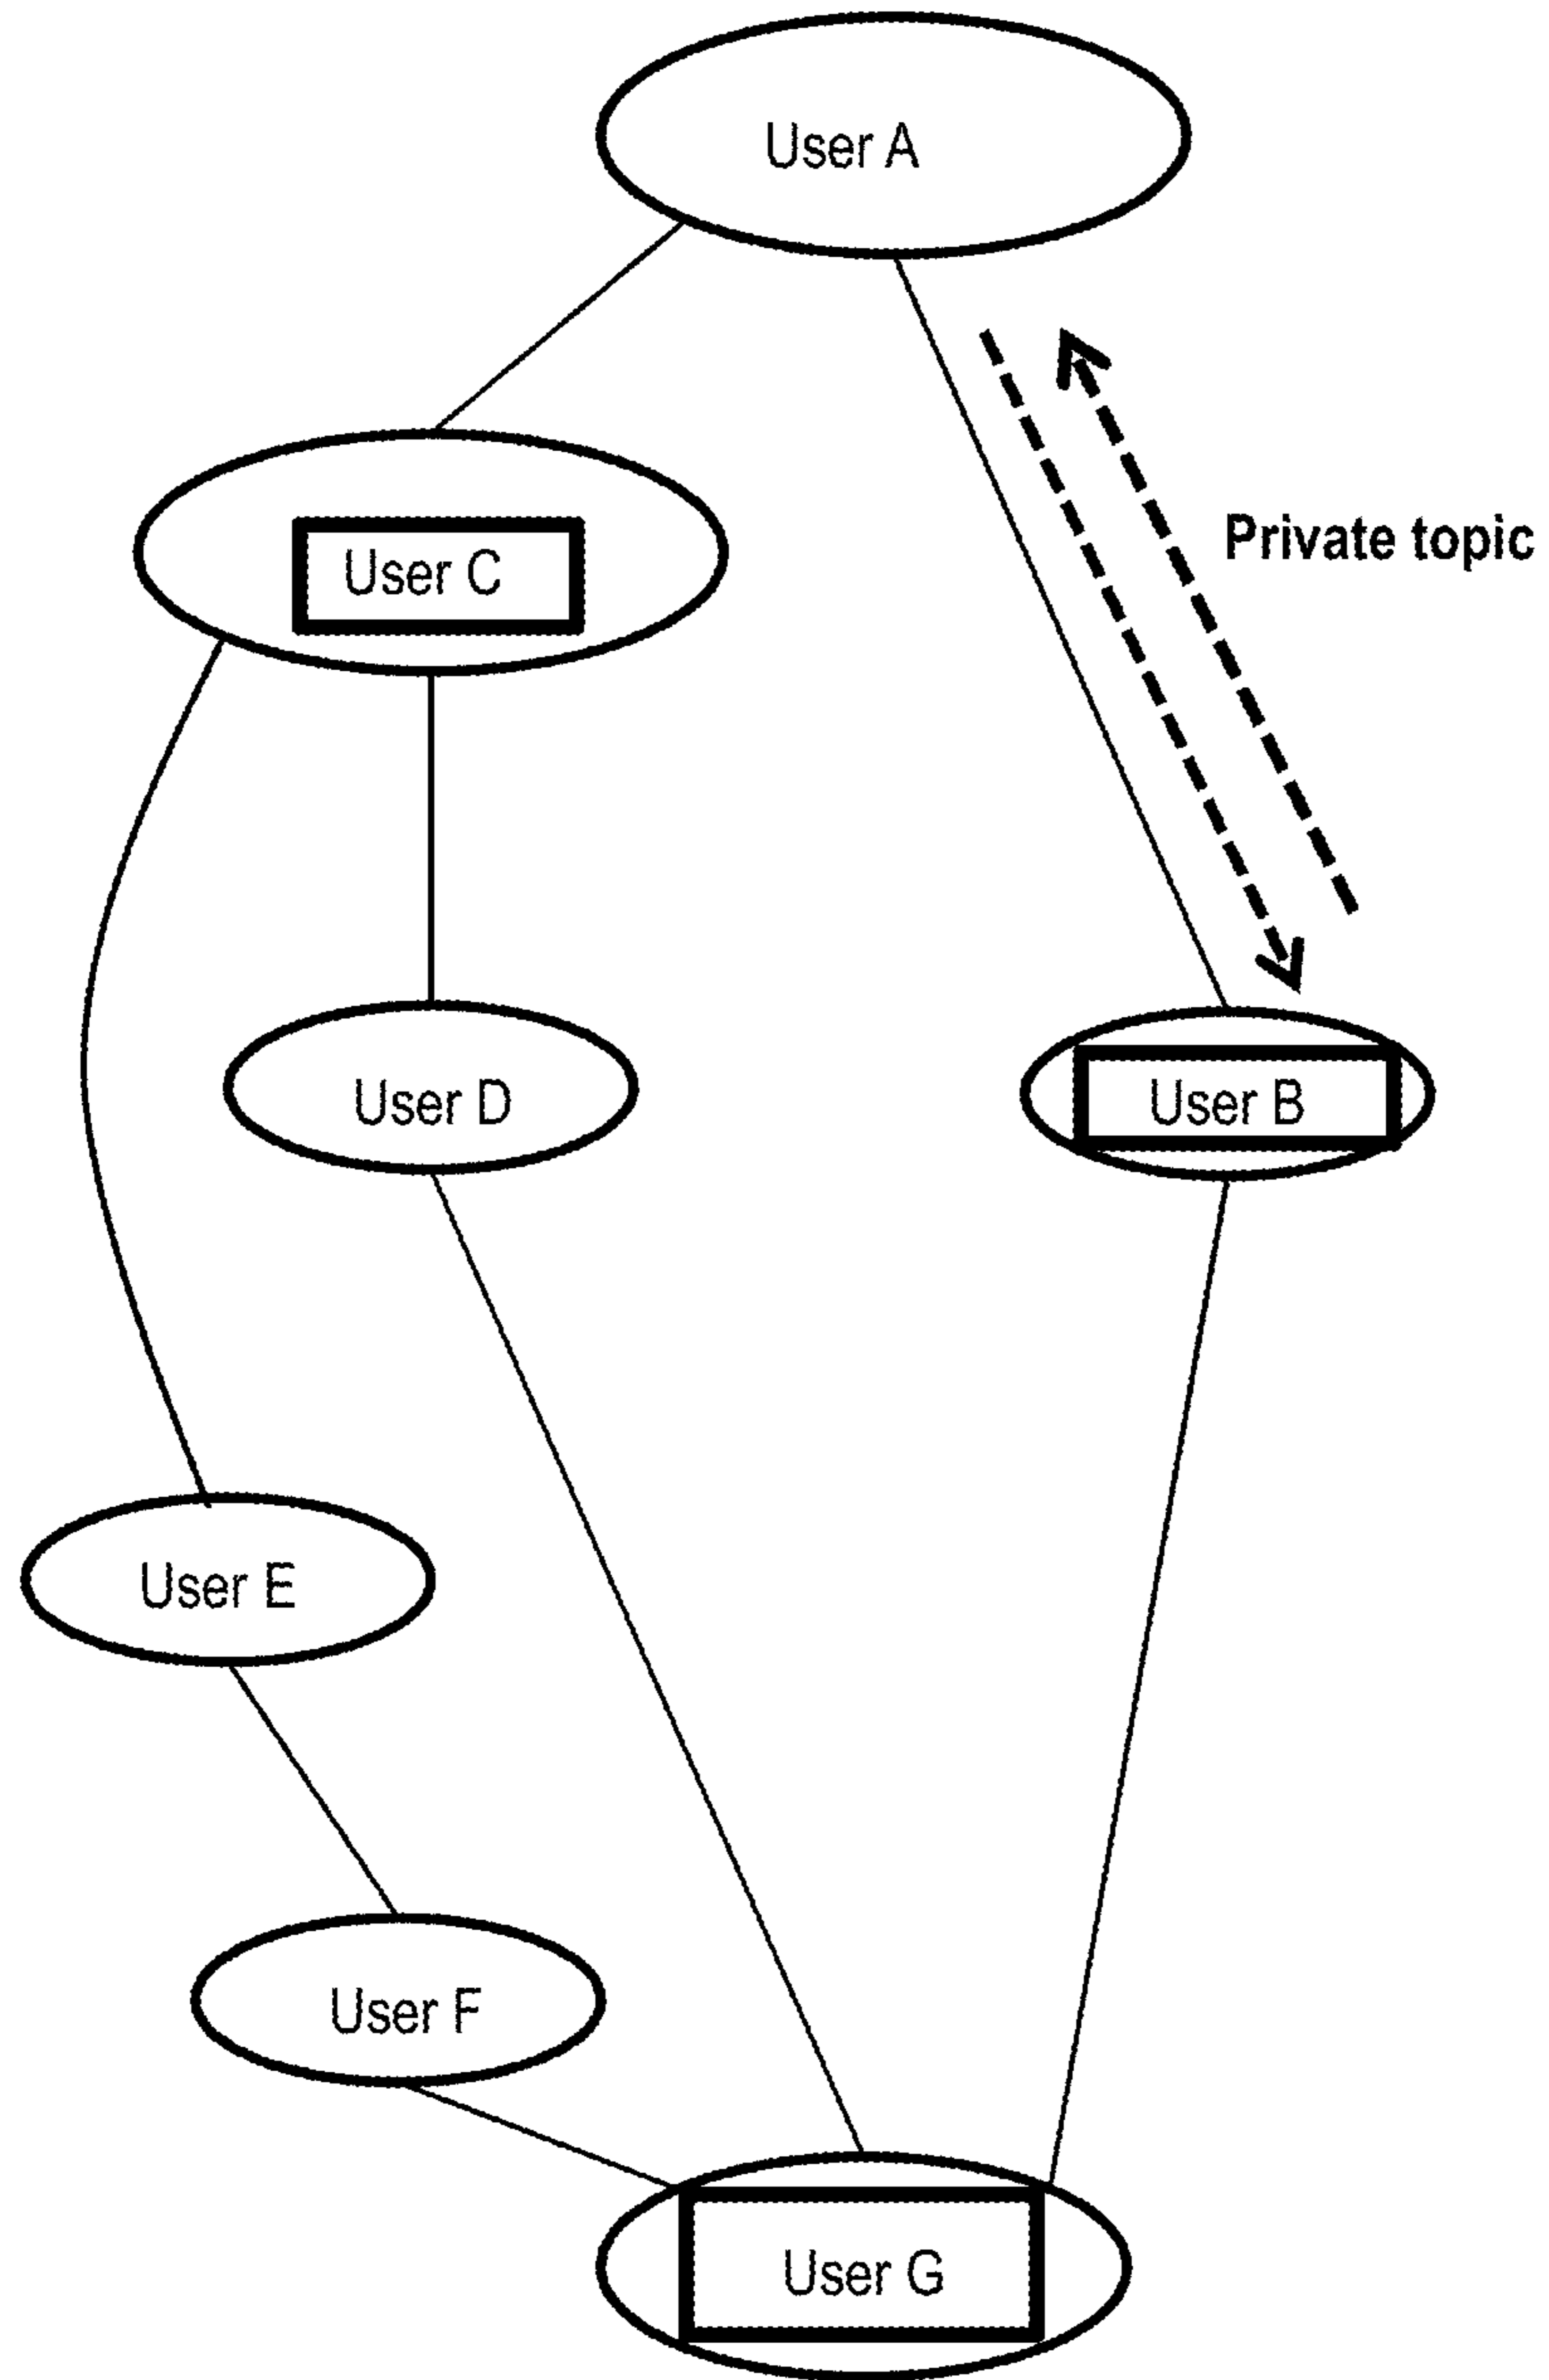 User A
Private topic
User C
User D
User B
User E
User F
User G